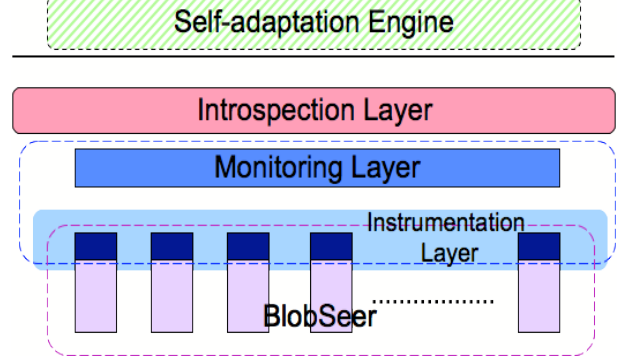 Self-adaptation Engine
Introspection Layer
Monitoring Layer
Instrumentation
Layer
BlobSeer